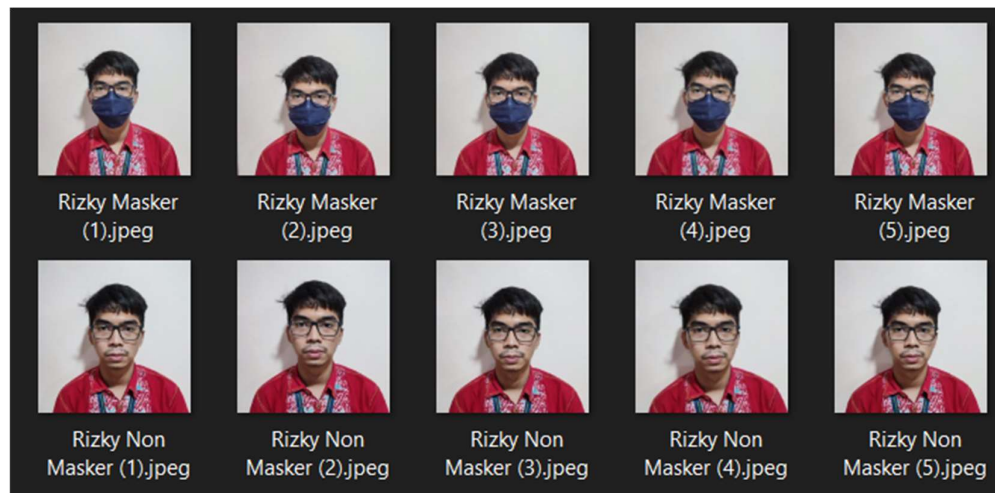 Rizky Masker
(1).jpeg
Rizky Masker
(2).jpeg
Rizky Masker
(3).jpeg
Rizky Masker
(4).jpeg
Rizky Masker
(5).jpeg
Rizky Non
Masker (1).jpeg
Rizky Non
Masker (2).jpeg
Rizky Non
Masker (3).jpeg
Rizky Non
Masker (4).jpeg
Rizky Non
Masker (5).jpeg